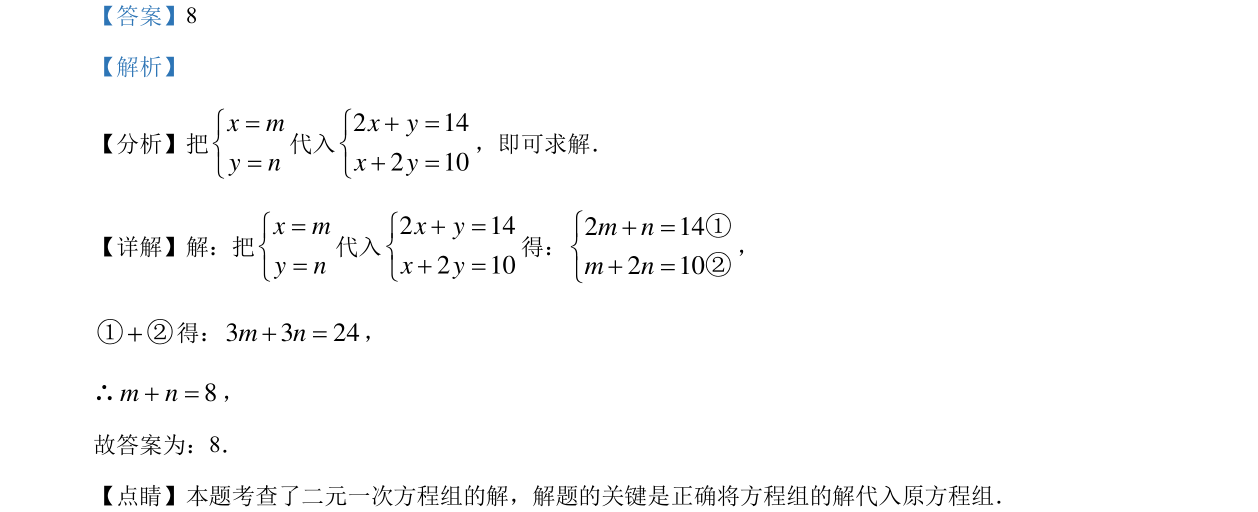 【答案】8
【解析】
【分析】把{x=m y=n 代入{2x+y=14 x+2y=10，即可求解．
【详解】解：把{x=m y=n 代入{2x+y=14 x+2y=10 得：{2m+n=14① m+2n=10②，
①+②得：3m+3n=24，
∴m+n=8，
故答案为：8．
【点睛】本题考查了二元一次方程组的解，解题的关键是正确将方程组的解代入原方程组．